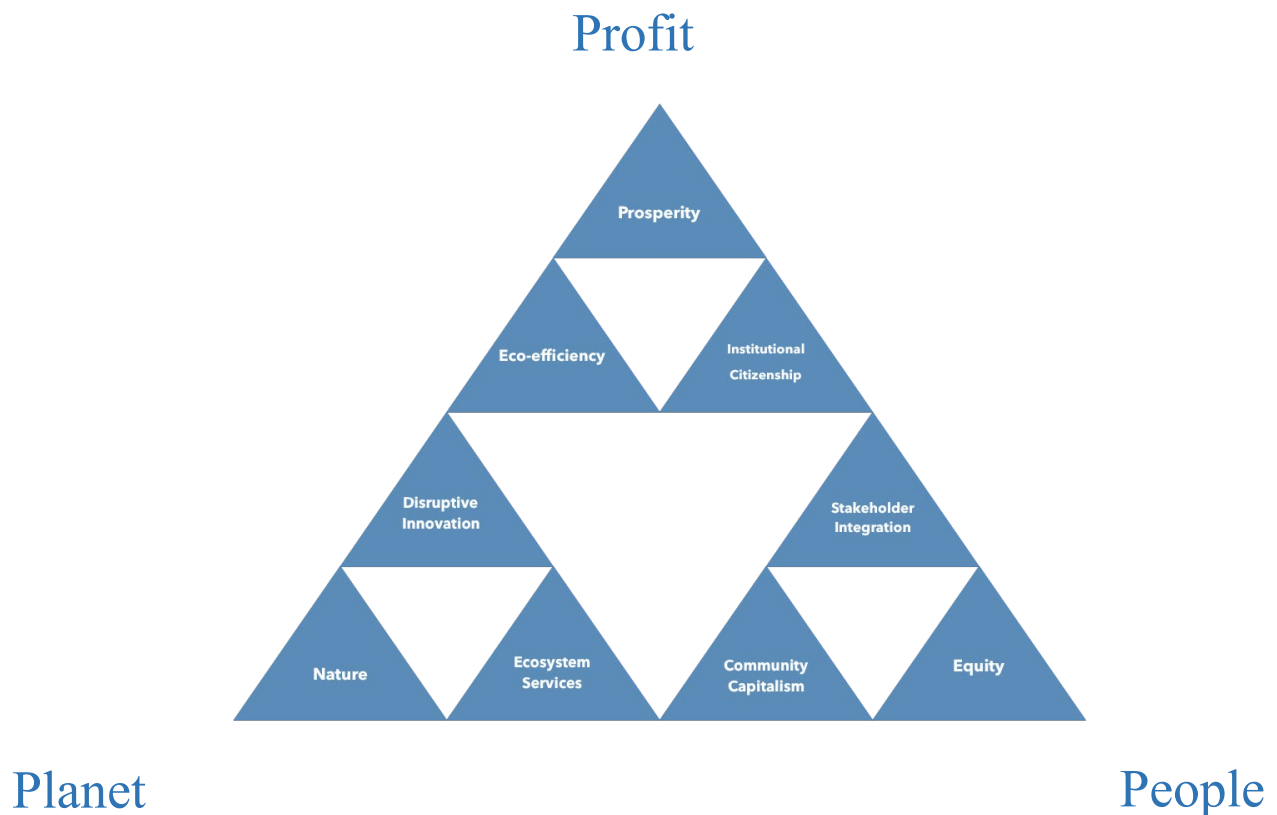 Profit
Prosperity
Eco-efficiency
Institutional
Citizenship
Disruptive
Innovation
Stakeholder
Integration
Nature
Ecosystem
Services
Community
Capitalism
Equity
Planet
People